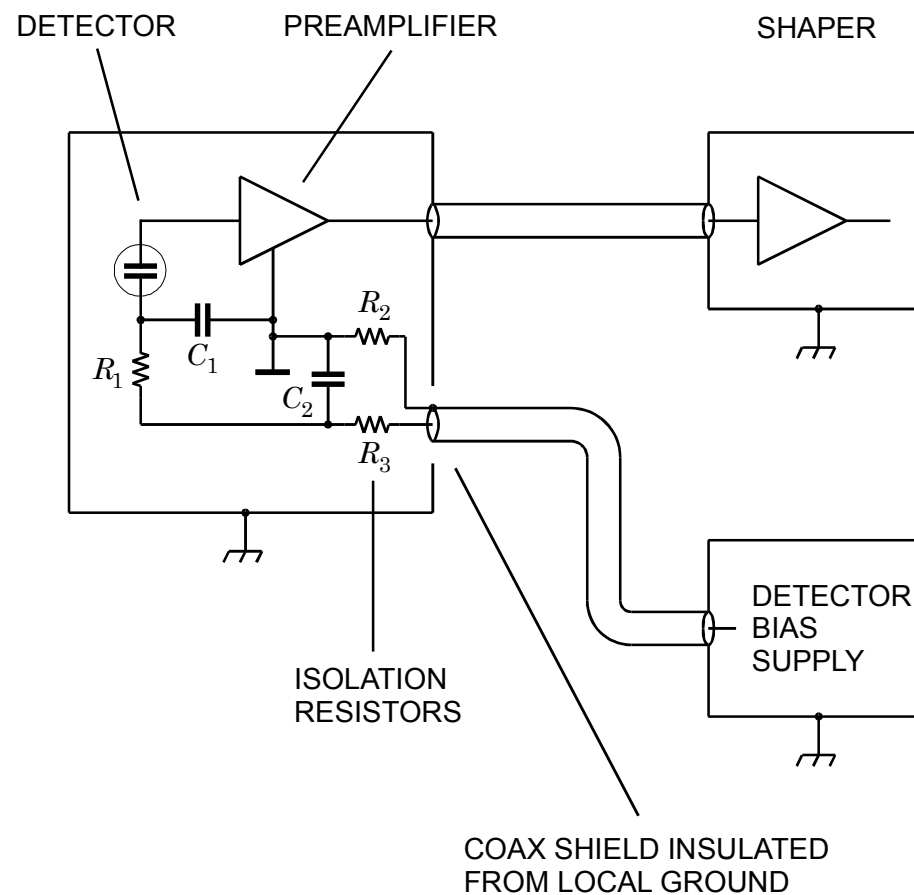 DETECTOR
PREAMPLIFIER
SHAPER
R2
C1
R1
C2
R3
DETECTOR
BIAS
SUPPLY
ISOLATION
RESISTORS
COAX SHIELD INSULATED
FROM LOCAL GROUND